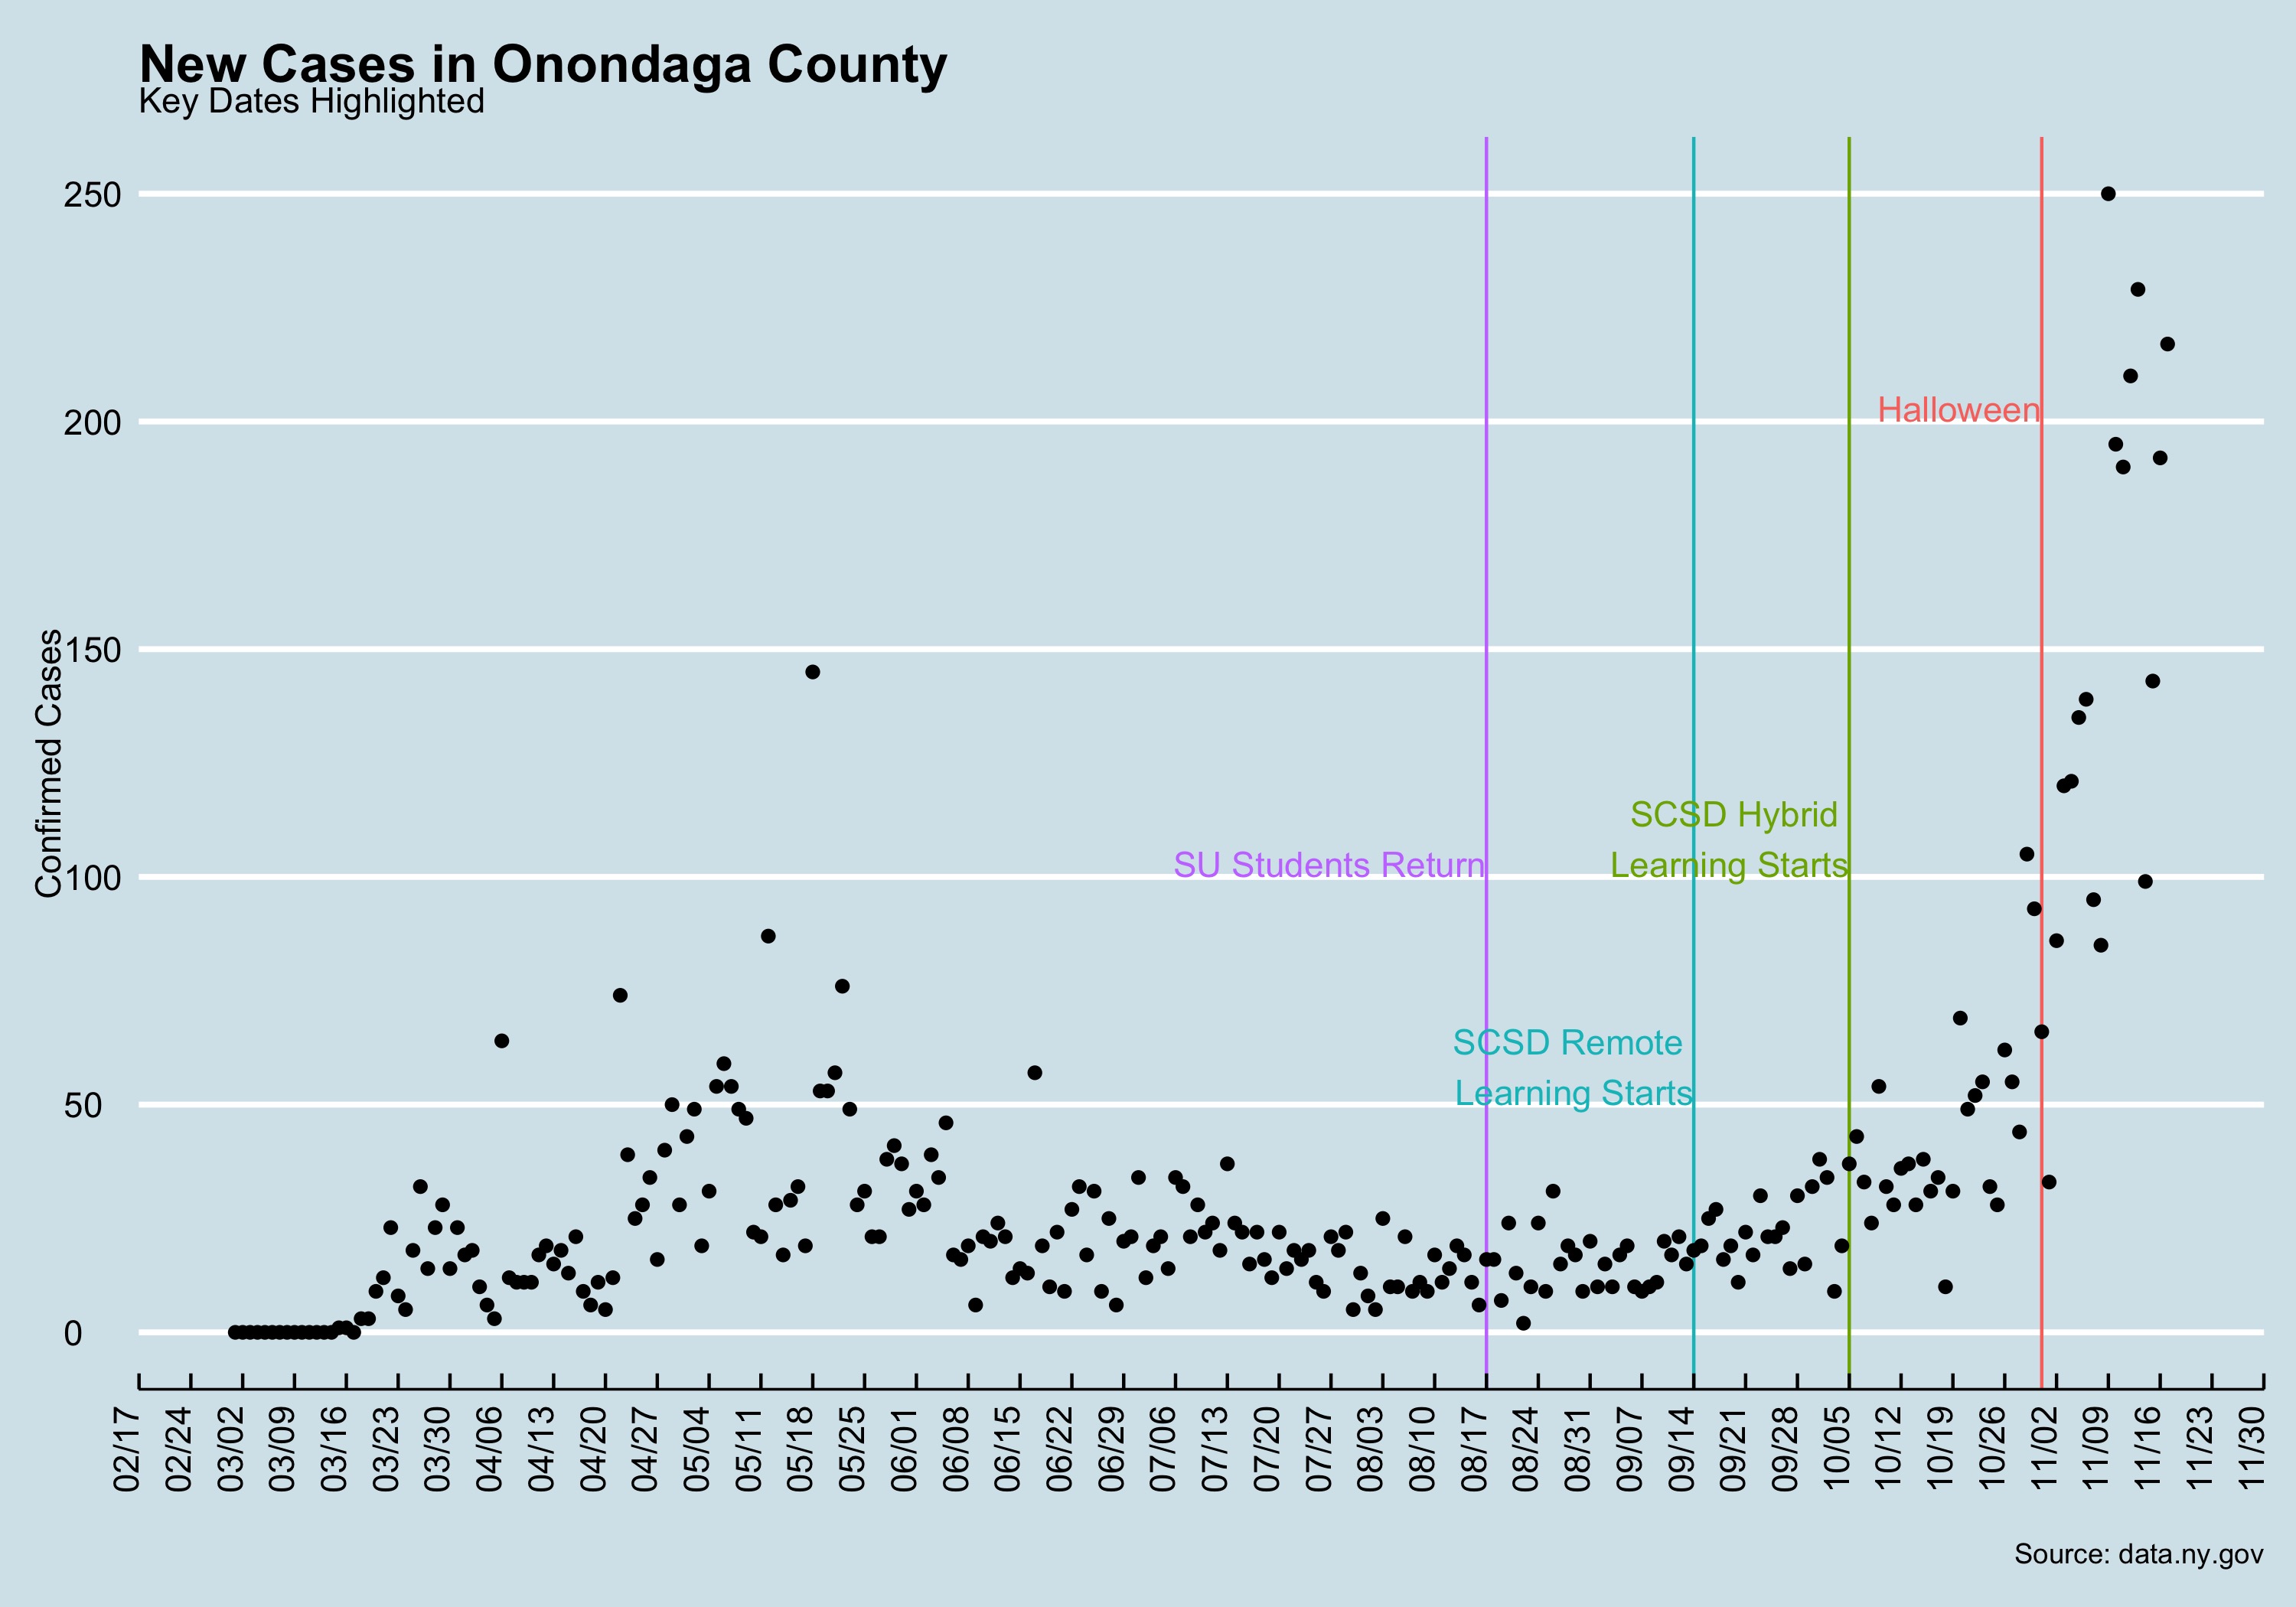 New Cases in Onondaga County
Key Dates Highlighted
Confirmed Cases
250
200
150
100
50
0
Halloween
SCSD Hybrid
Learning Starts
SU Students Return
SCSD Remote
Learning Starts
02/17 02/24 03/02 03/09 03/16 03/23 03/30 04/06 04/13 04/20 04/27 05/04 05/11 05/18 05/25 06/01 06/08 06/15 06/22 06/29 07/06 07/13 07/20 07/27 08/03 08/10 08/17 08/24 08/31 09/07 09/14 09/21 09/28 10/05 10/12 10/19 10/26 11/02 11/09 11/16 11/23 11/30
Source: data.ny.gov